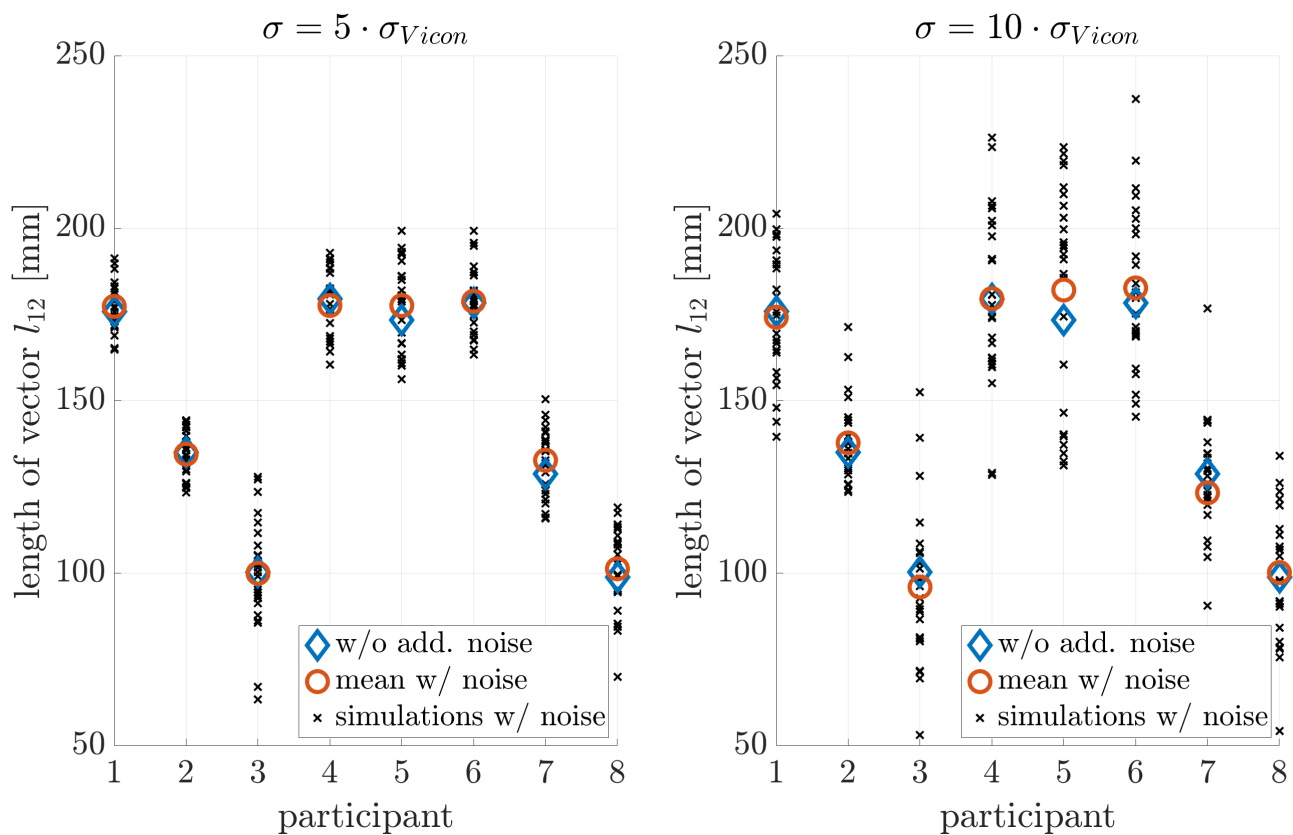 σ = 5 · σ_Vicon
250
200
150
100
50
length of vector l_12 [mm]
1 2 3 4 5 6 7 8
participant
w/o add. noise
mean w/ noise
simulations w/ noise
σ = 10 · σ_Vicon
250
200
150
100
50
length of vector l_12 [mm]
1 2 3 4 5 6 7 8
participant
w/o add. noise
mean w/ noise
simulations w/ noise